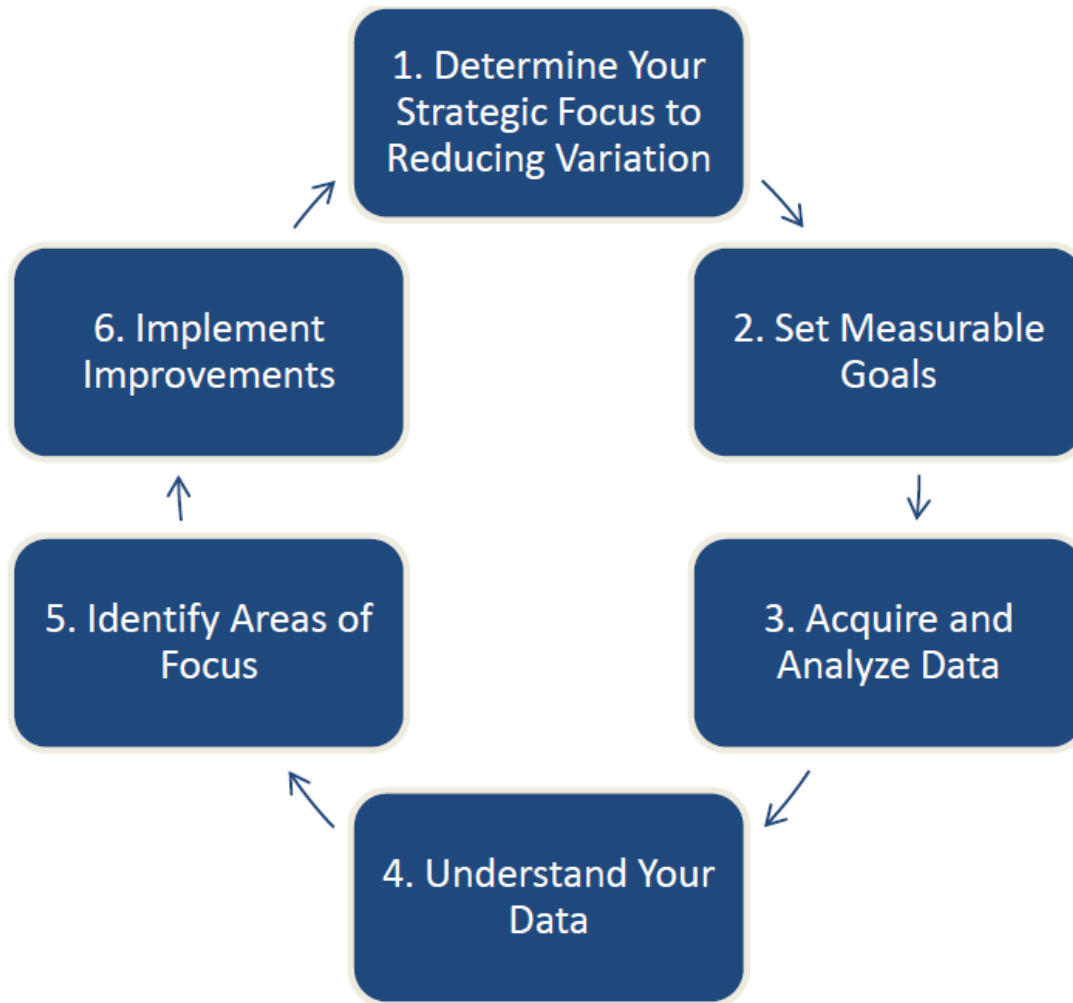 1. Determine Your
Strategic Focus to
Reducing Variation
2. Set Measurable
Goals
3. Acquire and
Analyze Data
4. Understand Your
Data
5. Identify Areas of
Focus
6. Implement
Improvements